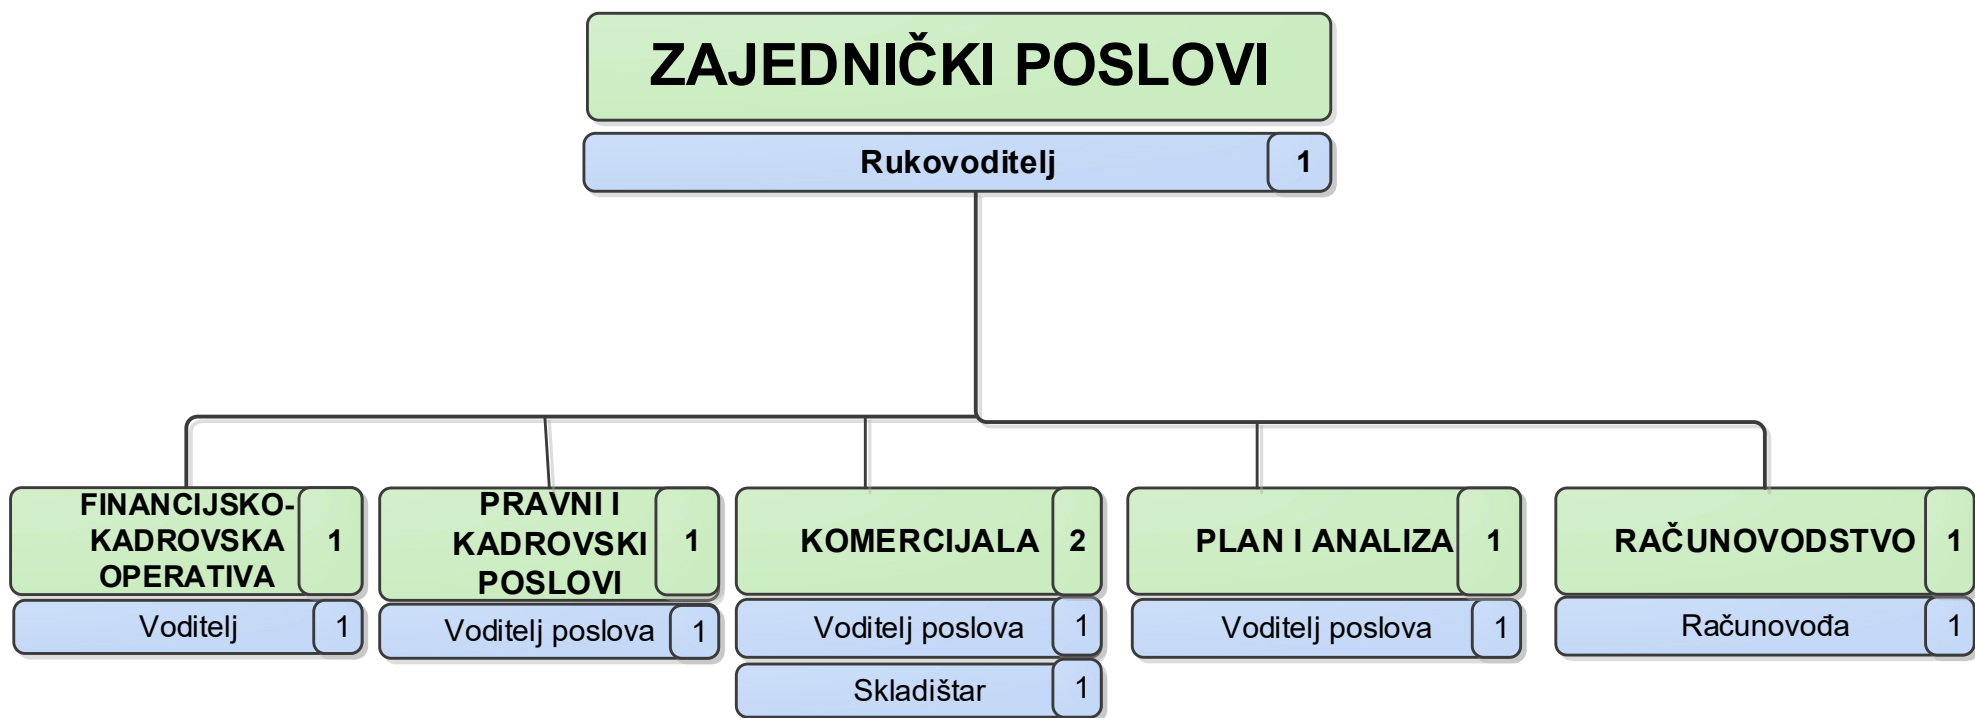 ZAJEDNIČKI POSLOVI
Rukovoditelj 1
FINANCIJSKO-
KADROVSKA 1
OPERATIVA
Voditelj 1
PRAVNI I
KADROVSKI 1
POSLOVI
Voditelj poslova 1
KOMERCIJALA 2
Voditelj poslova 1
Skladištar 1
PLAN I ANALIZA 1
Voditelj poslova 1
RAČUNOVODSTVO 1
Računovođa 1